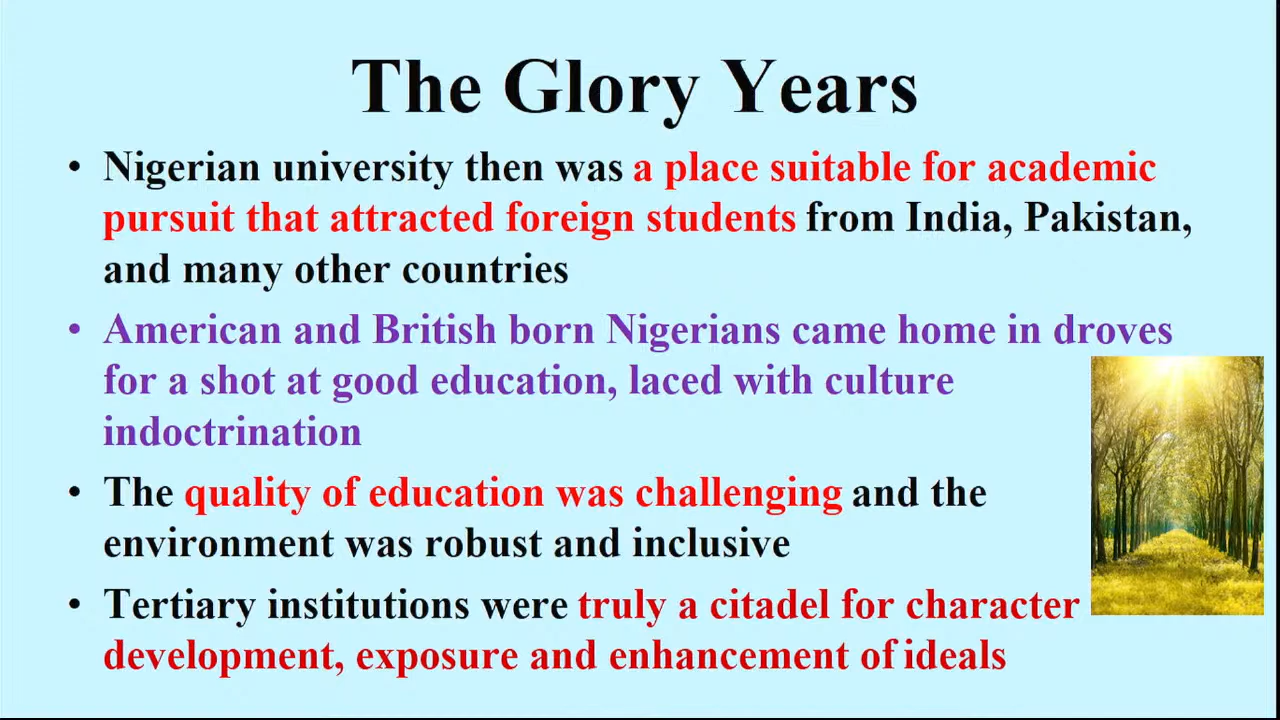 The Glory Years
• Nigerian university then was a place suitable for academic
pursuit that attracted foreign students from India, Pakistan,
and many other countries
• American and British born Nigerians came home in droves
for a shot at good education, laced with culture
indoctrination
• The quality of education was challenging and the
environment was robust and inclusive
• Tertiary institutions were truly a citadel for character
development, exposure and enhancement of ideals